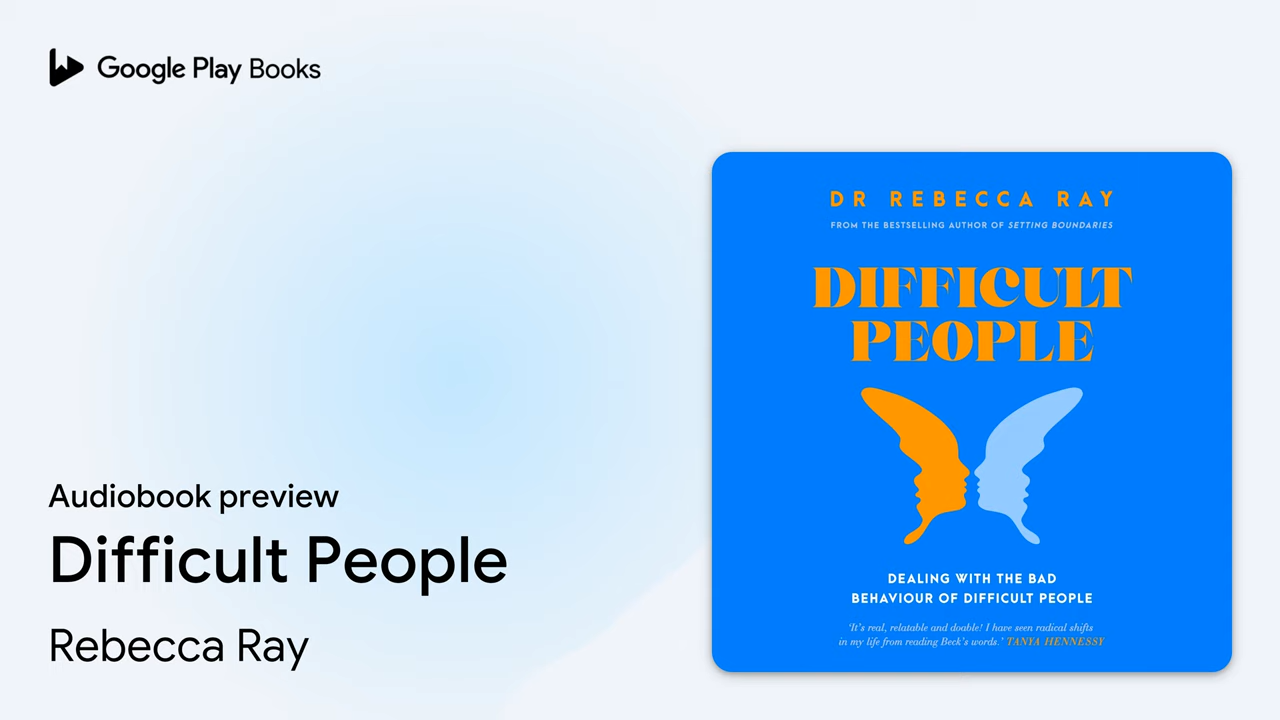 Google Play Books
Audiobook preview
Difficult People
Rebecca Ray
DR REBECCA RAY
FROM THE BESTSELLING AUTHOR OF SETTING BOUNDARIES
DIFFICULT
PEOPLE
DEALING WITH THE BAD
BEHAVIOUR OF DIFFICULT PEOPLE
‘It’s real, relatable and doable! I have seen radical shifts
in my life from reading Beck’s words.’ TANYA HENNESSY